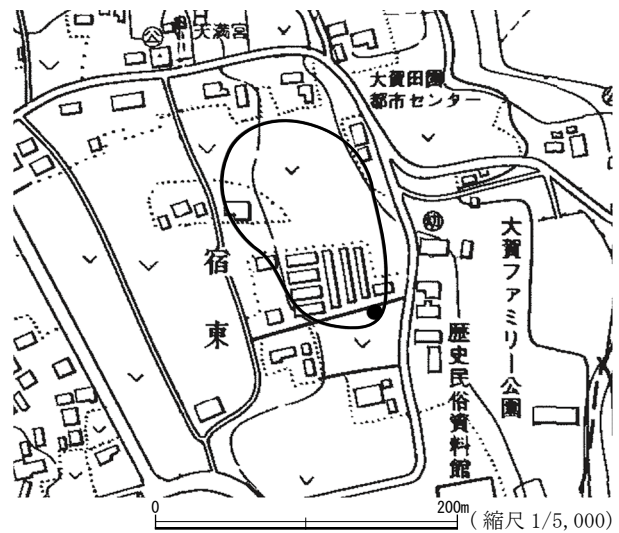 公
天満宮
大賀田園
都市センター
幼
大賀ファミリー公園
宿東
歴史民俗資料館
0
200m
(縮尺 1/5,000)